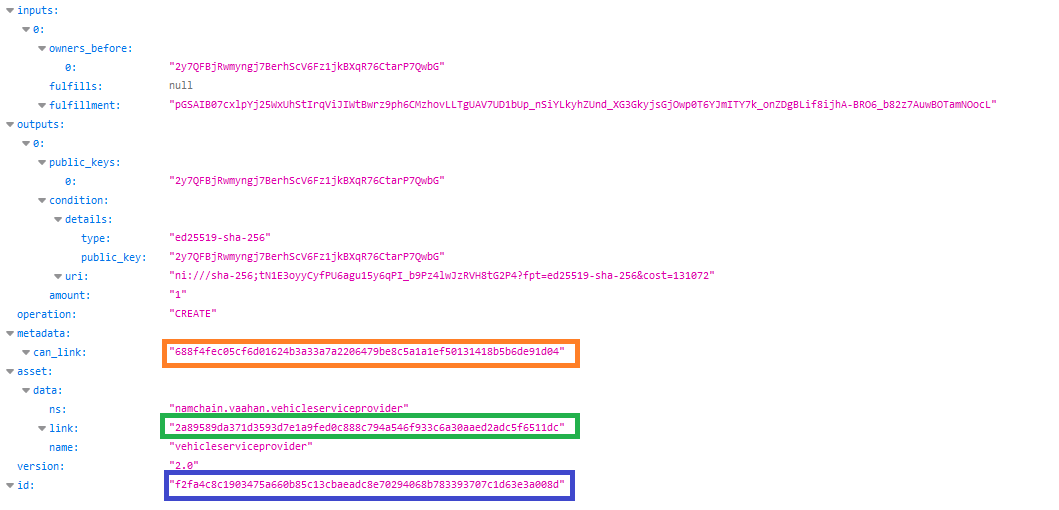 inputs:
0:
owners_before:
0: "2y7QFBjRwmyngj7BerhScV6Fz1jkBXqR76CtarP7QwbG"
fulfills: null
fulfillment: "pGSAIB07cxlpYj25WxUhStIrqViJIWtBwrz9ph6CMzhovLLTgUAV7UD1bUp_nSiYLkyhZUnd_XG3GkyjsGjOwp0T6YJmITY7k_onZDgBLif8ijhA-BRO6_b82z7AuwBOTamNOocL"
outputs:
0:
public_keys:
0: "2y7QFBjRwmyngj7BerhScV6Fz1jkBXqR76CtarP7QwbG"
condition:
details:
type: "ed25519-sha-256"
public_key: "2y7QFBjRwmyngj7BerhScV6Fz1jkBXqR76CtarP7QwbG"
uri: "ni:///sha-256;tN1E3oyyCyfPU6agu15y6qPI_b9Pz4lwJzRVH8tG2P4?fpt=ed25519-sha-256&cost=131072"
amount: "1"
operation: "CREATE"
metadata:
can_link: "688f4fec05cf6d01624b3a33a7a2206479be8c5a1a1ef50131418b5b6de91d04"
asset:
data:
ns: "namchain.vaahan.vehicleserviceprovider"
link: "2a89589da371d3593d7e1a9fed0c888c794a546f933c6a30aaed2adc5f6511dc"
name: "vehicleserviceprovider"
version: "2.0"
id: "f2fa4c8c1903475a660b85c13cbaeadc8e70294068b783393707c1d63e3a008d"